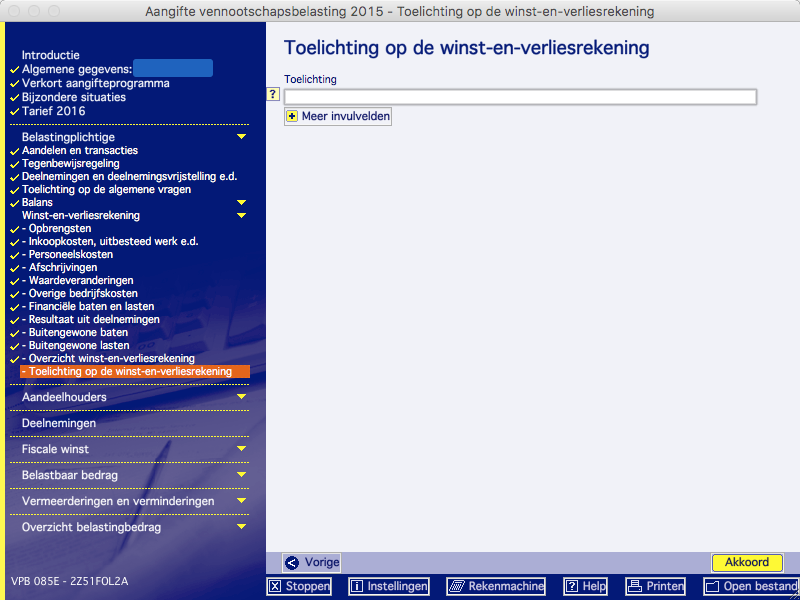 Aangifte vennootschapsbelasting 2015 - Toelichting op de winst-en-verliesrekening
Introductie
Algemene gegevens:
Verkort aangifteprogramma
Bijzondere situaties
Tarief 2016
Belastingplichtige
Aandelen en transacties
Tegenbewijsregeling
Deelnemingen en deelnemingsvrijstelling e.d.
Toelichting op de algemene vragen
Balans
Winst-en-verliesrekening
- Opbrengsten
- Inkoopkosten, uitbesteed werk e.d.
- Personeelskosten
- Afschrijvingen
- Waardeveranderingen
- Overige bedrijfskosten
- Financiële baten en lasten
- Resultaat uit deelnemingen
- Buitengewone baten
- Buitengewone lasten
- Overzicht winst-en-verliesrekening
- Toelichting op de winst-en-verliesrekening
Aandeelhouders
Deelnemingen
Fiscale winst
Belastbaar bedrag
Vermeerderingen en verminderingen
Overzicht belastingbedrag
VPB 085E - 2Z51FOL2A
Toelichting op de winst-en-verliesrekening
Toelichting
?
Meer invulvelden
Vorige
Akkoord
Stoppen
Instellingen
Rekenmachine
? Help
Printen
Open bestand